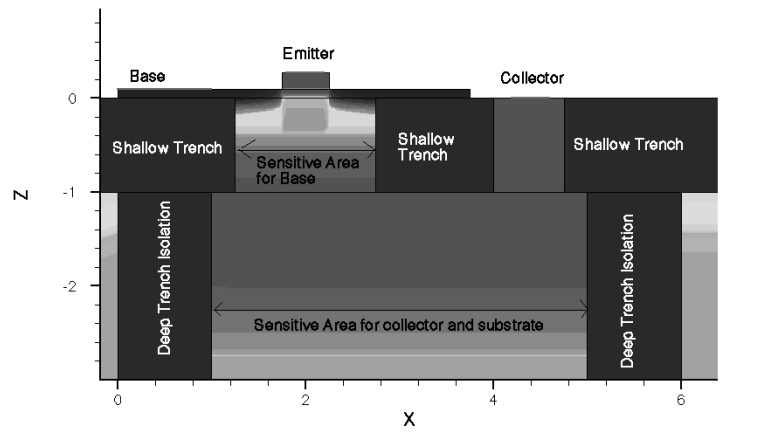 Emitter
Base
Collector
0
Shallow Trench
Shallow
Trench
Shallow Trench
Sensitive Area
for Base
-1
Z
Deep Trench Isolation
Deep Trench Isolation
-2
Sensitive Area for collector and substrate
0
2
4
6
X